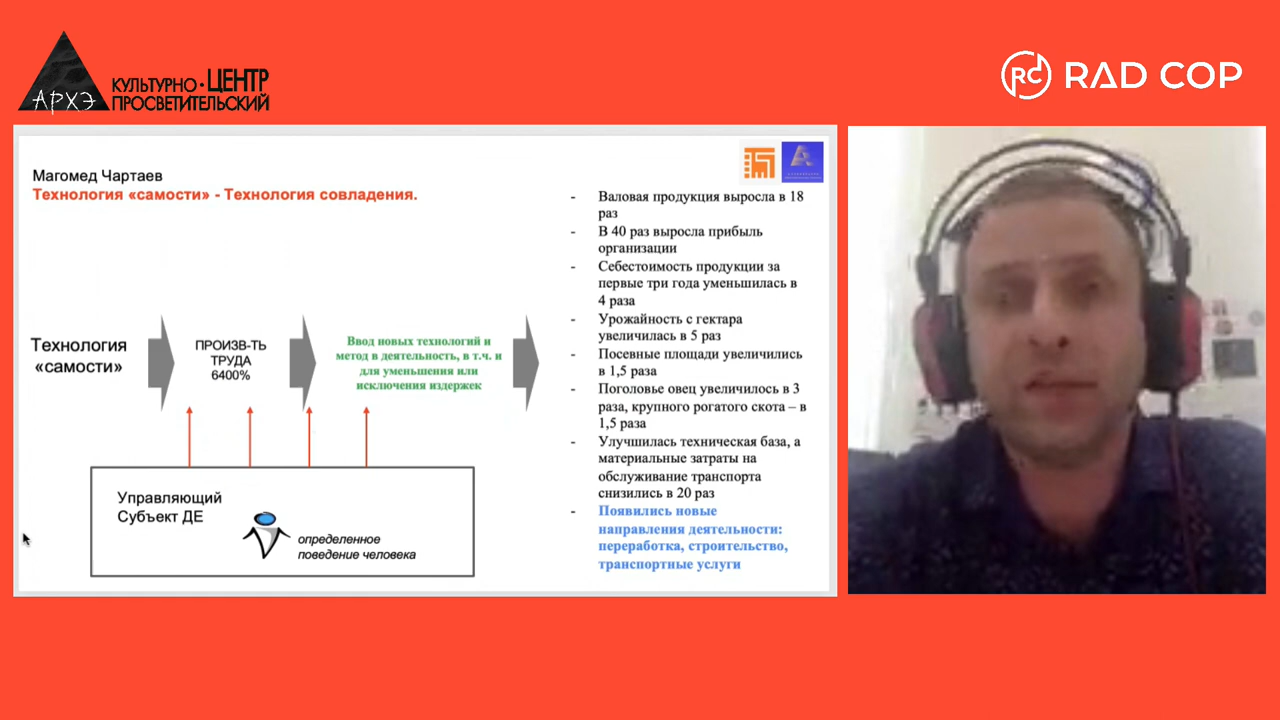 АРХЭ
КУЛЬТУРНО · ЦЕНТР
ПРОСВЕТИТЕЛЬСКИЙ
RC RAD COP
Магомед Чартаев
Технология «самости» - Технология совладения.
Технология
«самости»
ПРОИЗВ-ТЬ
ТРУДА
6400%
Ввод новых технологий и
метод в деятельность, в т.ч. и
для уменьшения или
исключения издержек
Управляющий
Субъект ДЕ
определенное
поведение человека
- Валовая продукция выросла в 18
раз
- В 40 раз выросла прибыль
организации
- Себестоимость продукции за
первые три года уменьшилась в
4 раза
- Урожайность с гектара
увеличилась в 5 раз
- Посевные площади увеличились
в 1,5 раза
- Поголовье овец увеличилось в 3
раза, крупного рогатого скота – в
1,5 раза
- Улучшилась техническая база, а
материальные затраты на
обслуживание транспорта
снизились в 20 раз
- Появились новые
направления деятельности:
переработка, строительство,
транспортные услуги